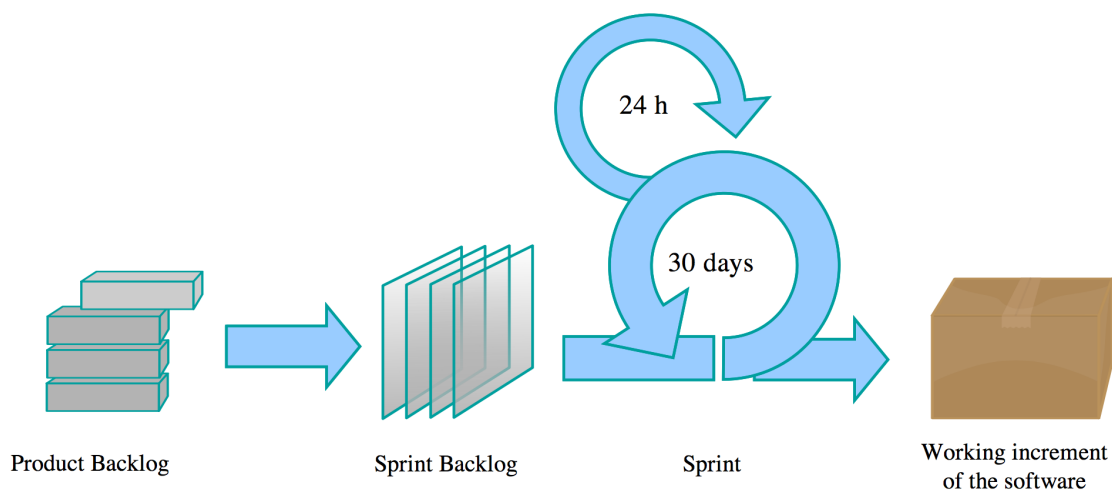 24 h
30 days
Product Backlog
Sprint Backlog
Sprint
Working increment
of the software